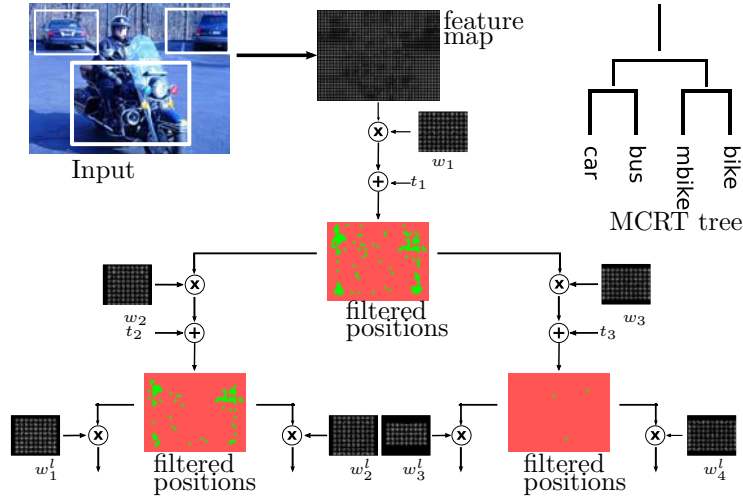 feature
map
Input
x
w₁
+
t₁
car
bus
mbike
bike
MCRT tree
x
w₂
t₂
+
filtered
positions
x
w₃
+
t₃
x
w₁ˡ
x
w₂ˡ
w₃ˡ
x
x
w₄ˡ
filtered
positions
filtered
positions